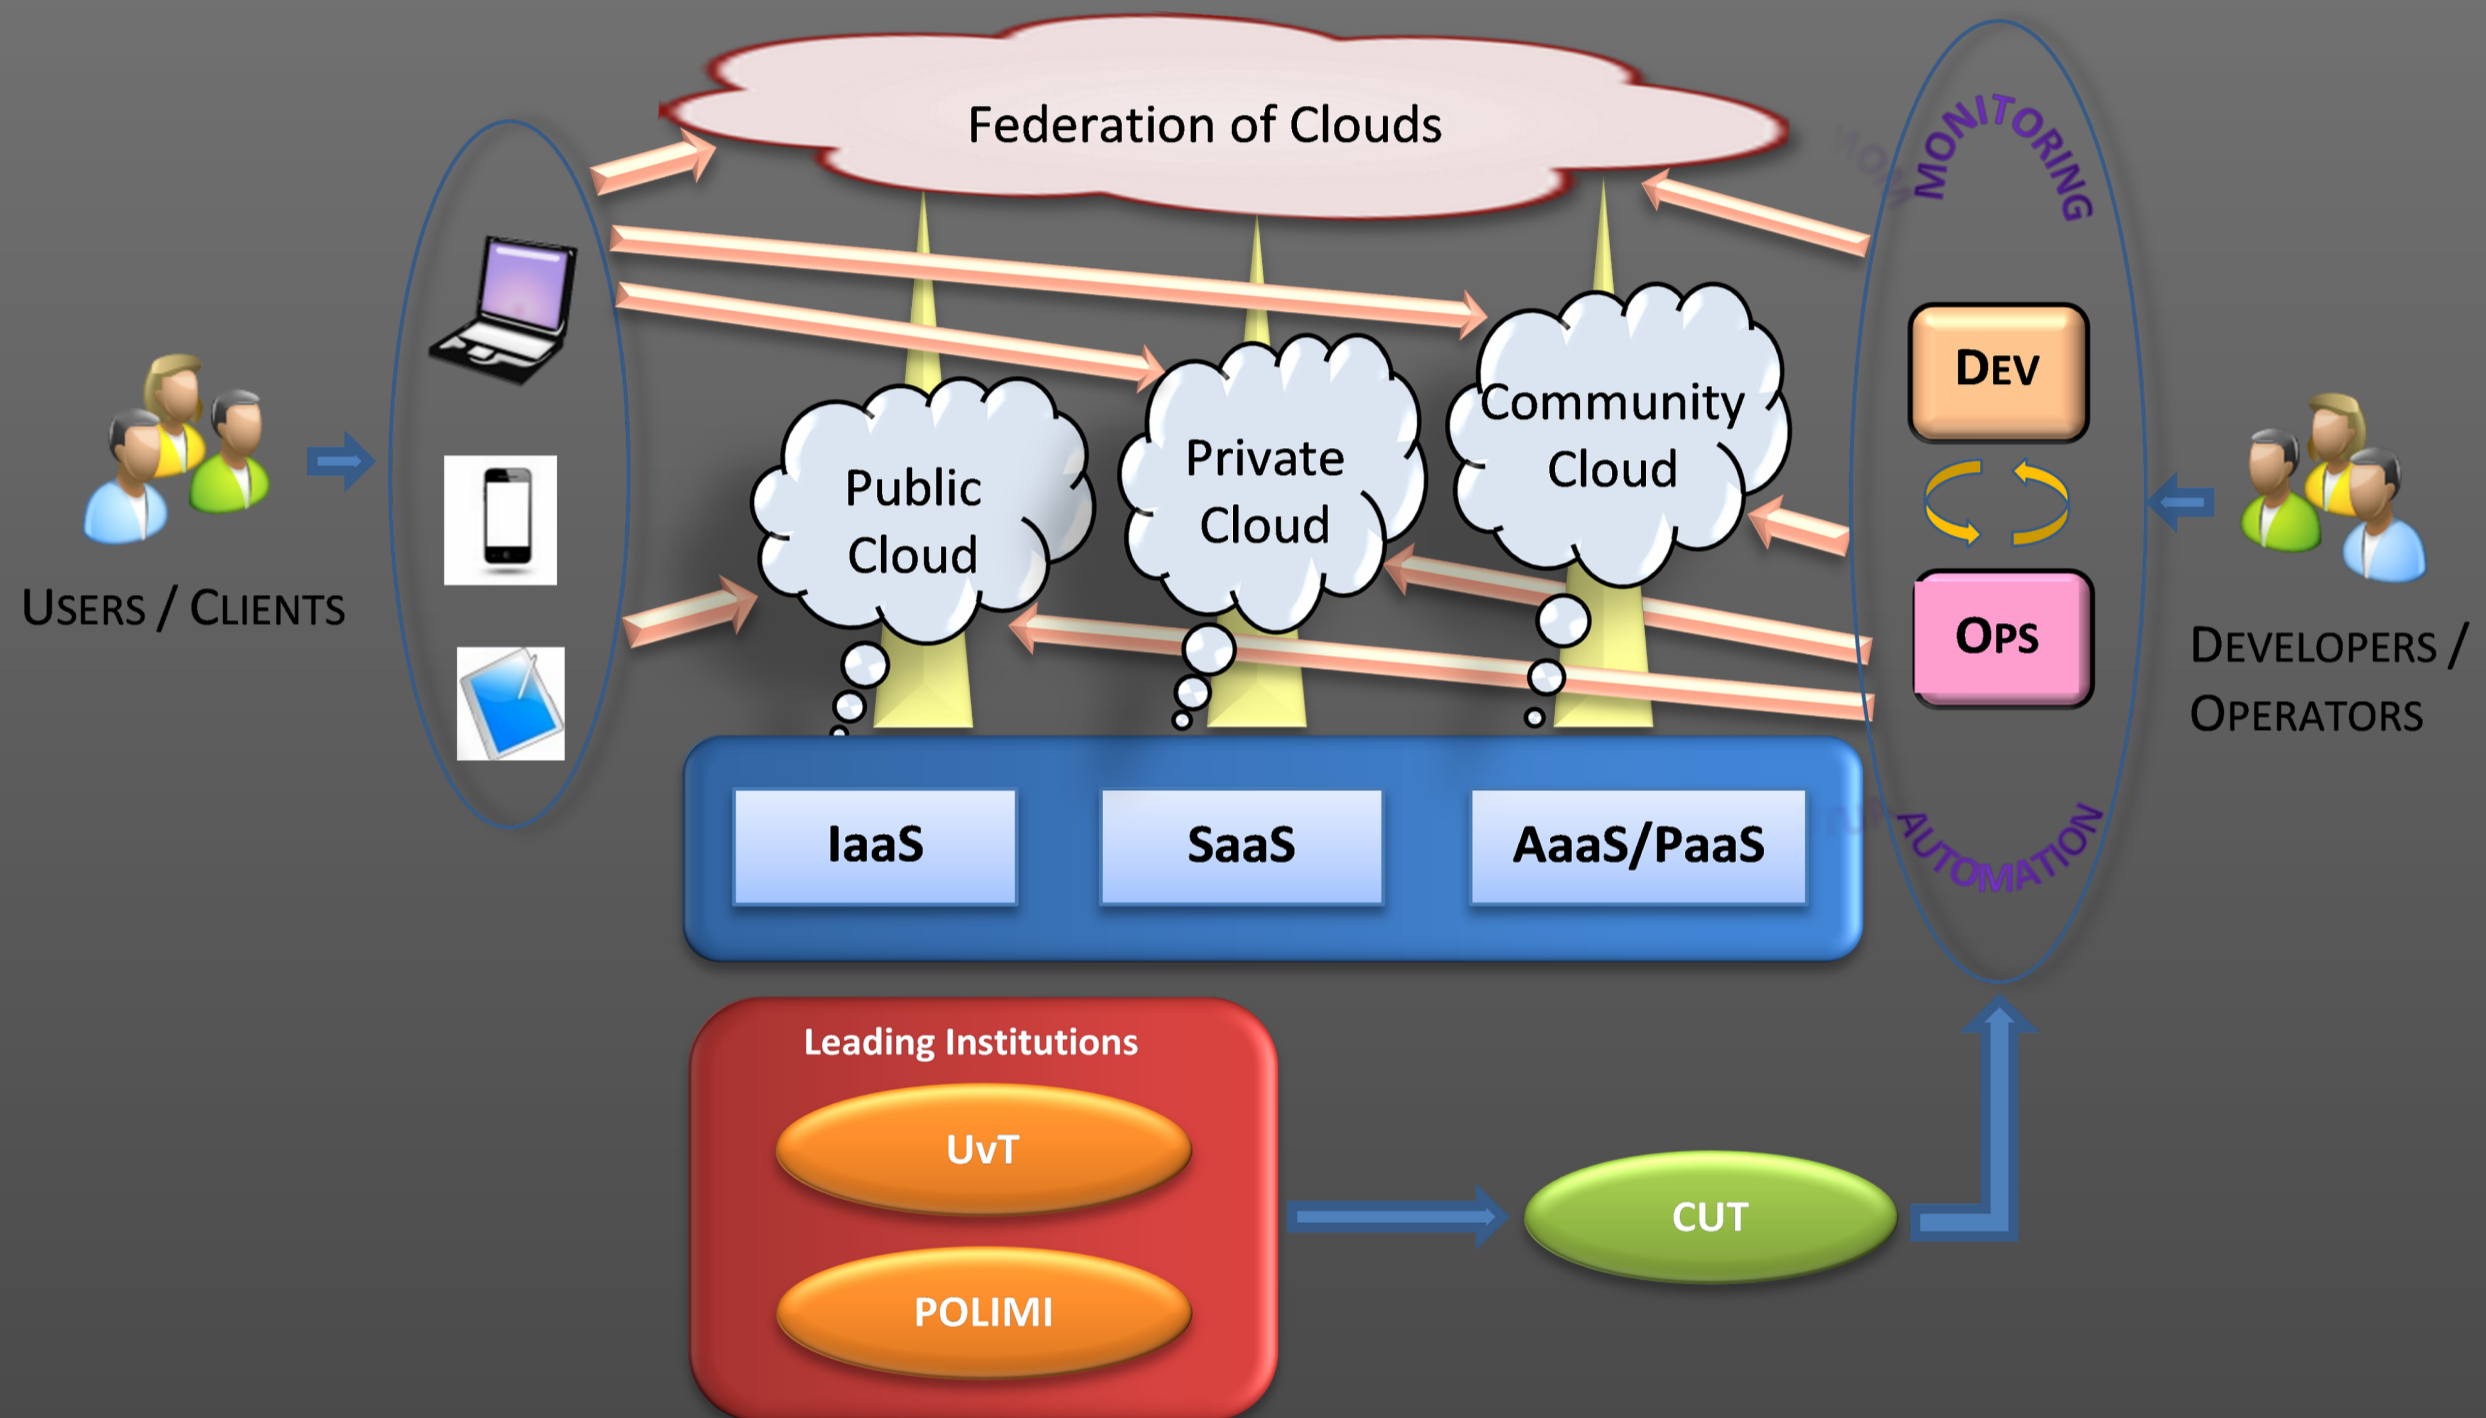 Federation of Clouds
MONITORING
DEV
OPS
AUTOMATION
USERS / CLIENTS
Public
Cloud
Private
Cloud
Community
Cloud
DEVELOPERS /
OPERATORS
IaaS
SaaS
AaaS/PaaS
Leading Institutions
UvT
POLIMI
CUT